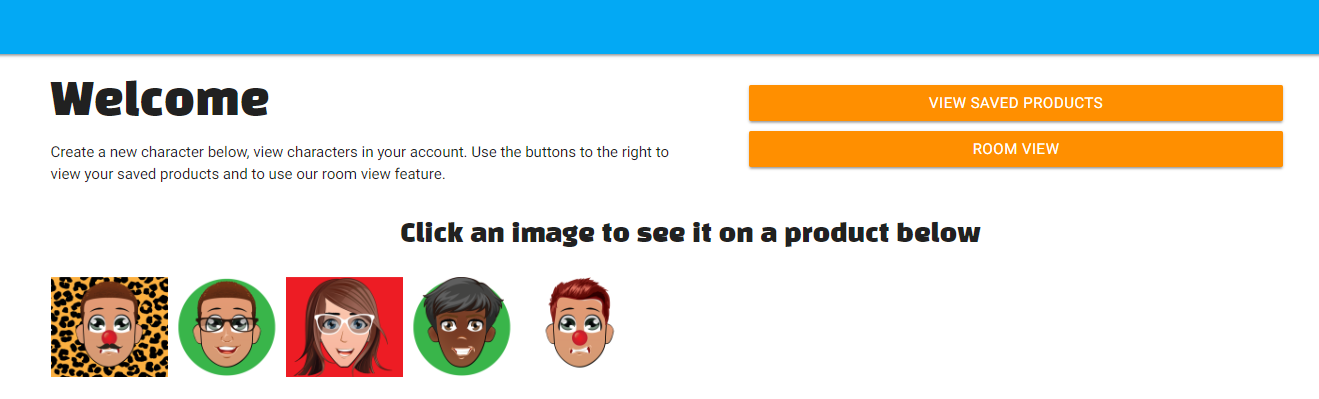 Welcome
Create a new character below, view characters in your account. Use the buttons to the right to
view your saved products and to use our room view feature.
VIEW SAVED PRODUCTS
ROOM VIEW
Click an image to see it on a product below